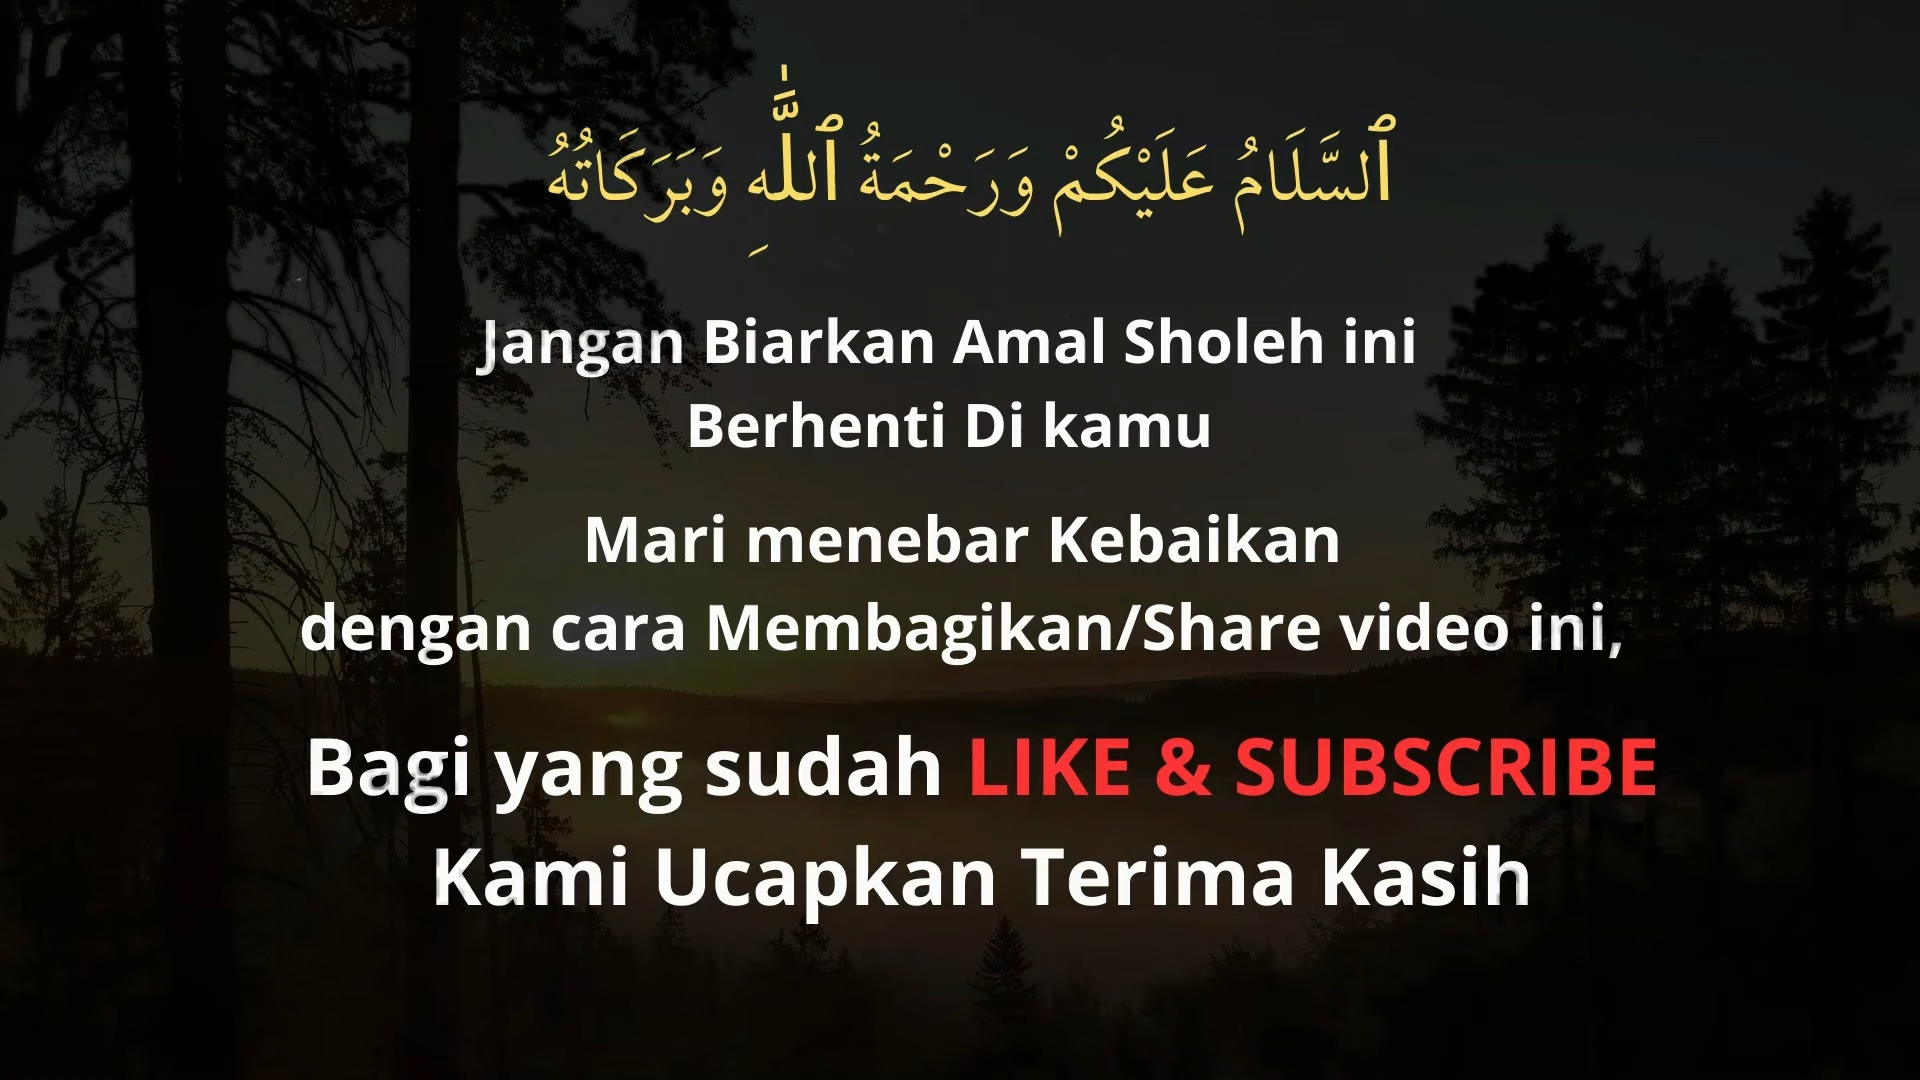 ٱلسَّلَامُ عَلَيْكُمْ وَرَحْمَةُ ٱللَّٰهِ وَبَرَكَاتُهُ
Jangan Biarkan Amal Sholeh ini
Berhenti Di kamu
Mari menebar Kebaikan
dengan cara Membagikan/Share video ini,
Bagi yang sudah LIKE & SUBSCRIBE
Kami Ucapkan Terima Kasih